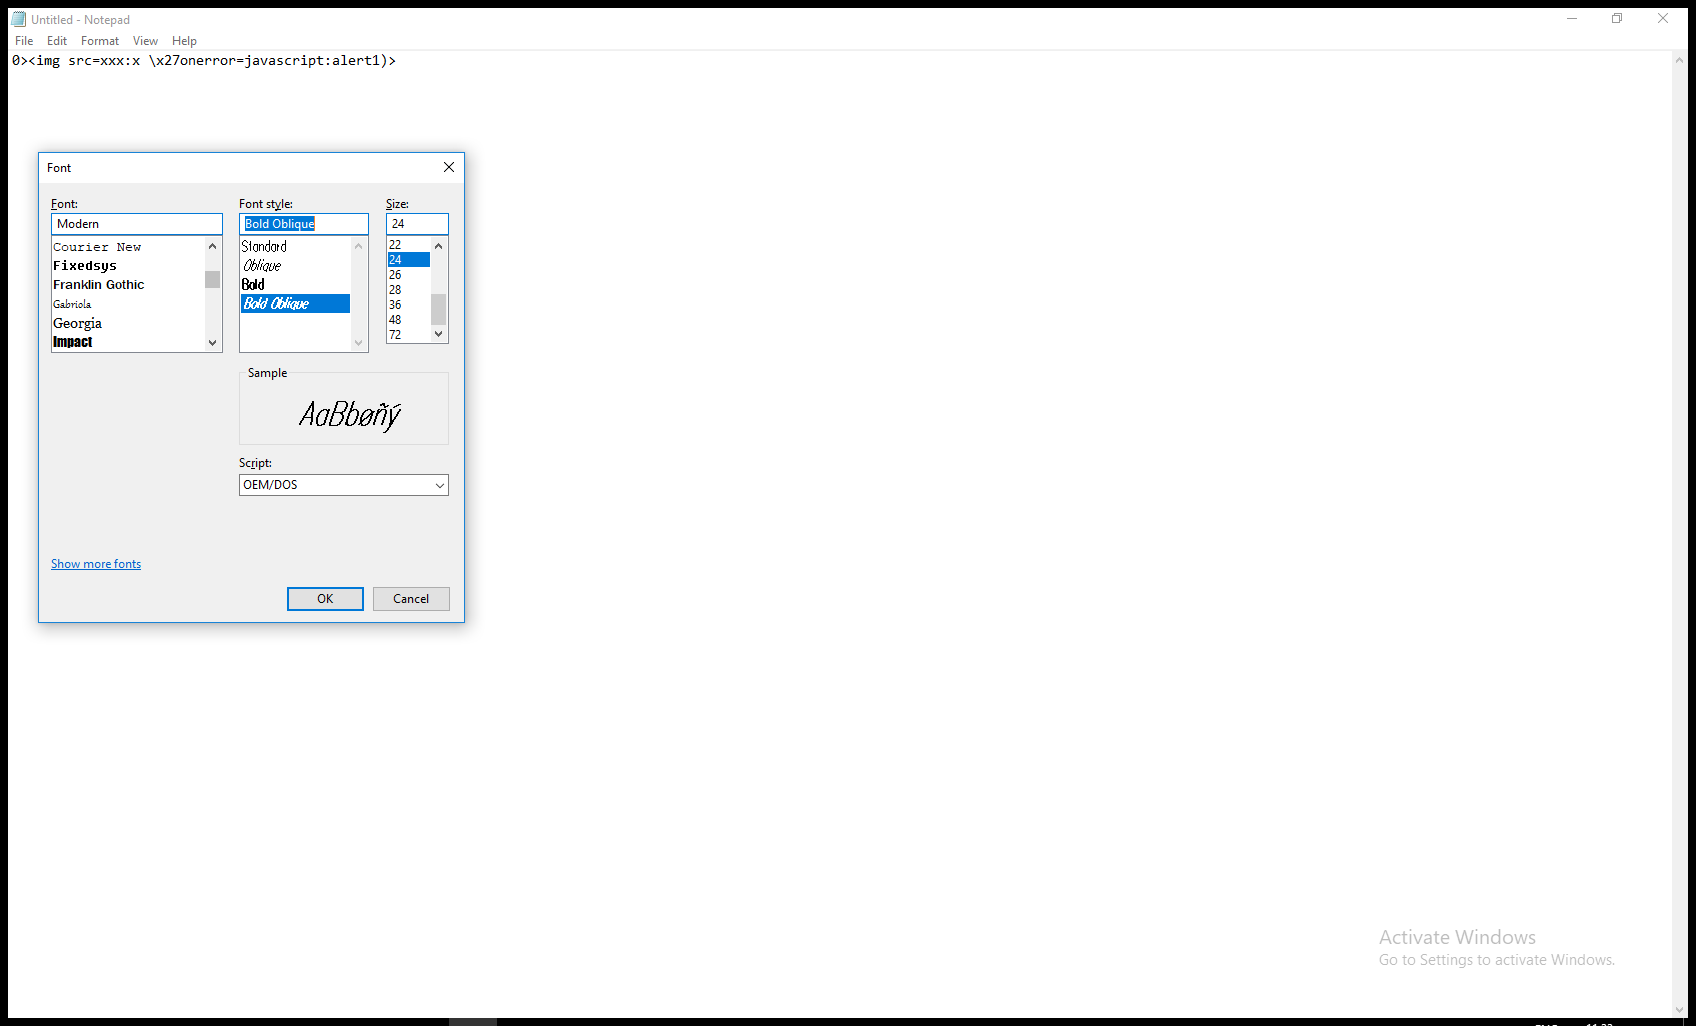 Untitled - Notepad
File Edit Format View Help
0><img src=xxx:x \x27onerror=javascript:alert1)>
Font
Font: Font style: Size:
Modern Bold Oblique 24
Courier New
Fixedsys
Franklin Gothic
Gabriola
Georgia
Impact
Standard
Oblique
Bold
Bold Oblique
22
24
26
28
36
48
72
Sample
AaBbøñý
Script:
OEM/DOS
Show more fonts
OK Cancel
Activate Windows
Go to Settings to activate Windows.